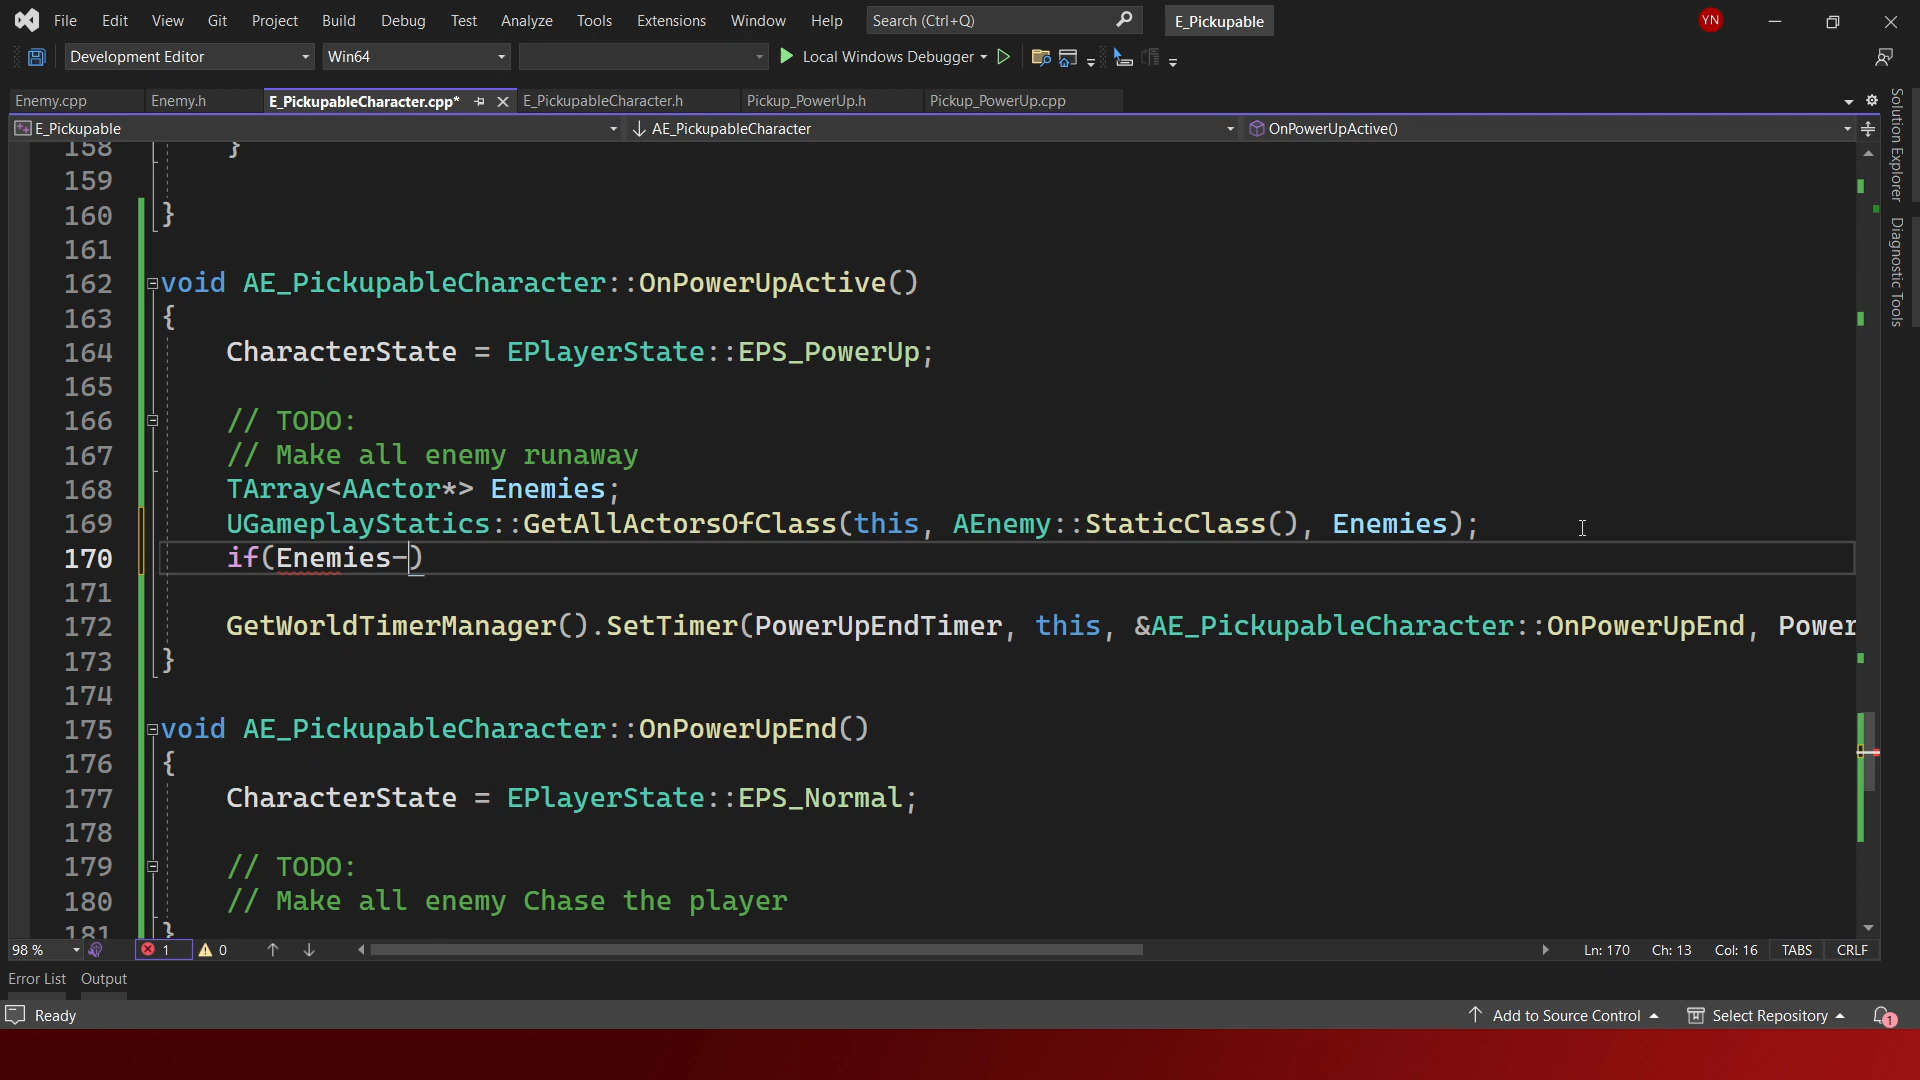 File Edit View Git Project Build Debug Test Analyze Tools Extensions Window Help Search (Ctrl+Q) E_Pickupable YN
Development Editor Win64 Local Windows Debugger
Enemy.cpp Enemy.h E_PickupableCharacter.cpp* E_PickupableCharacter.h Pickup_PowerUp.h Pickup_PowerUp.cpp
E_Pickupable AE_PickupableCharacter OnPowerUpActive()
Solution Explorer
Diagnostic Tools
158 }
159
160 }
161
162 void AE_PickupableCharacter::OnPowerUpActive()
163 {
164 CharacterState = EPlayerState::EPS_PowerUp;
165
166 // TODO:
167 // Make all enemy runaway
168 TArray<AActor*> Enemies;
169 UGameplayStatics::GetAllActorsOfClass(this, AEnemy::StaticClass(), Enemies);
170 if(Enemies-)
171
172 GetWorldTimerManager().SetTimer(PowerUpEndTimer, this, &AE_PickupableCharacter::OnPowerUpEnd, Power
173 }
174
175 void AE_PickupableCharacter::OnPowerUpEnd()
176 {
177 CharacterState = EPlayerState::EPS_Normal;
178
179 // TODO:
180 // Make all enemy Chase the player
181 }
98 % 1 0 Ln: 170 Ch: 13 Col: 16 TABS CRLF
Error List Output
Ready Add to Source Control Select Repository 1